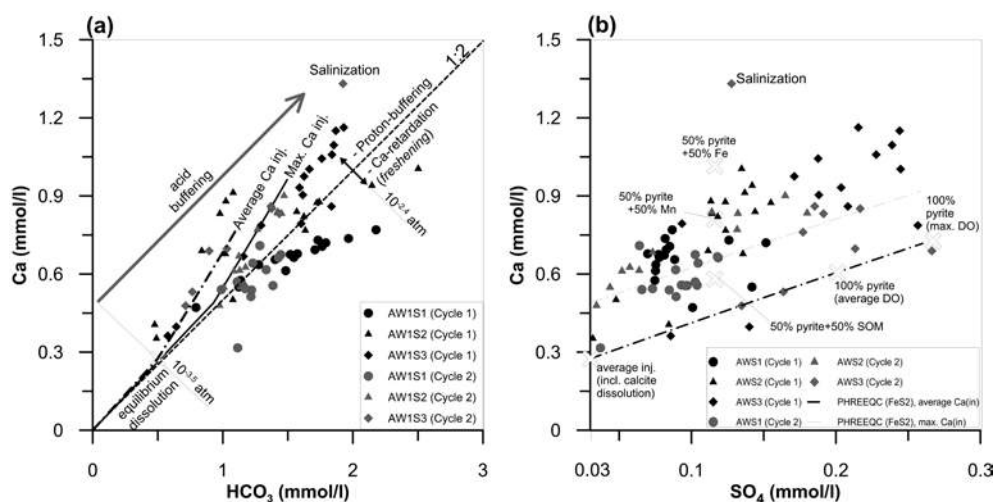 (a)
1.5
1.2
0.9
0.6
0.3
0
Ca (mmol/l)
0
1
2
3
HCO3 (mmol/l)
Salinization
1:2
acid
buffering
Average Ca inj.
Max. Ca inj.
- Proton-buffering
- Ca-retardation
(freshening)
10-2.4 atm
10-3.5 atm
equilibrium
dissolution
AW1S1 (Cycle 1)
AW1S2 (Cycle 1)
AW1S3 (Cycle 1)
AW1S1 (Cycle 2)
AW1S2 (Cycle 2)
AW1S3 (Cycle 2)
(b)
1.5
1.2
0.9
0.6
0.3
0
Ca (mmol/l)
0.03
0.1
0.2
0.3
SO4 (mmol/l)
Salinization
50% pyrite
+50% Fe
50% pyrite
+50% Mn
100%
pyrite
(max. DO)
100% pyrite
(average DO)
50% pyrite+50% SOM
average inj.
(incl. calcite
dissolution)
AWS1 (Cycle 1)
AWS2 (Cycle 1)
AWS3 (Cycle 1)
AWS1 (Cycle 2)
AWS2 (Cycle 2)
AWS3 (Cycle 2)
PHREEQC (FeS2), average Ca(in)
PHREEQC (FeS2), max. Ca(in)